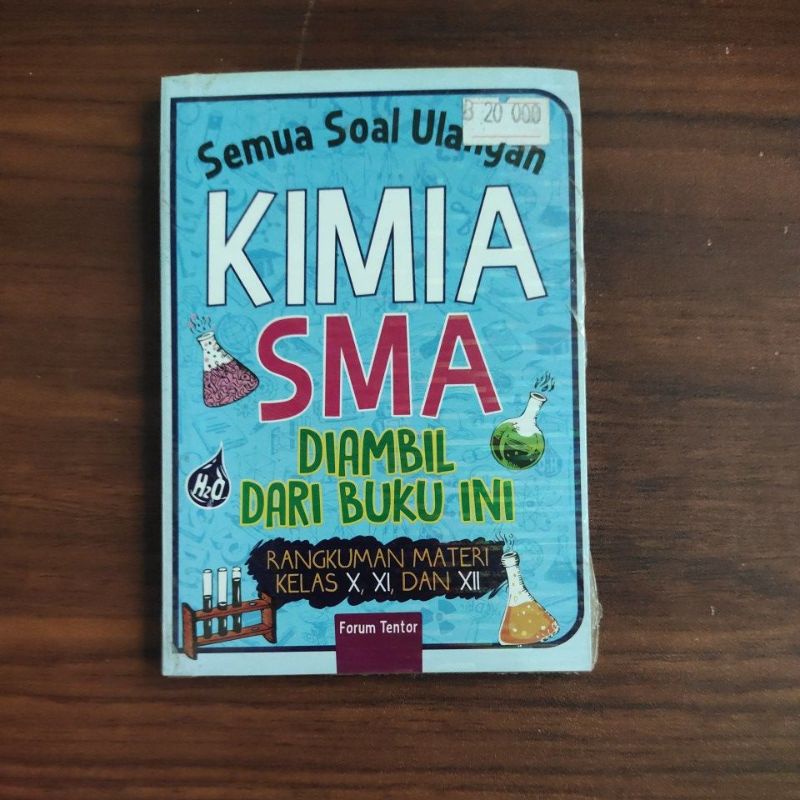 B 20 000
Semua Soal Ulangan
KIMIA
SMA
DIAMBIL
DARI BUKU INI
H2O
RANGKUMAN MATERI
KELAS X, XI, DAN XII
Forum Tentor